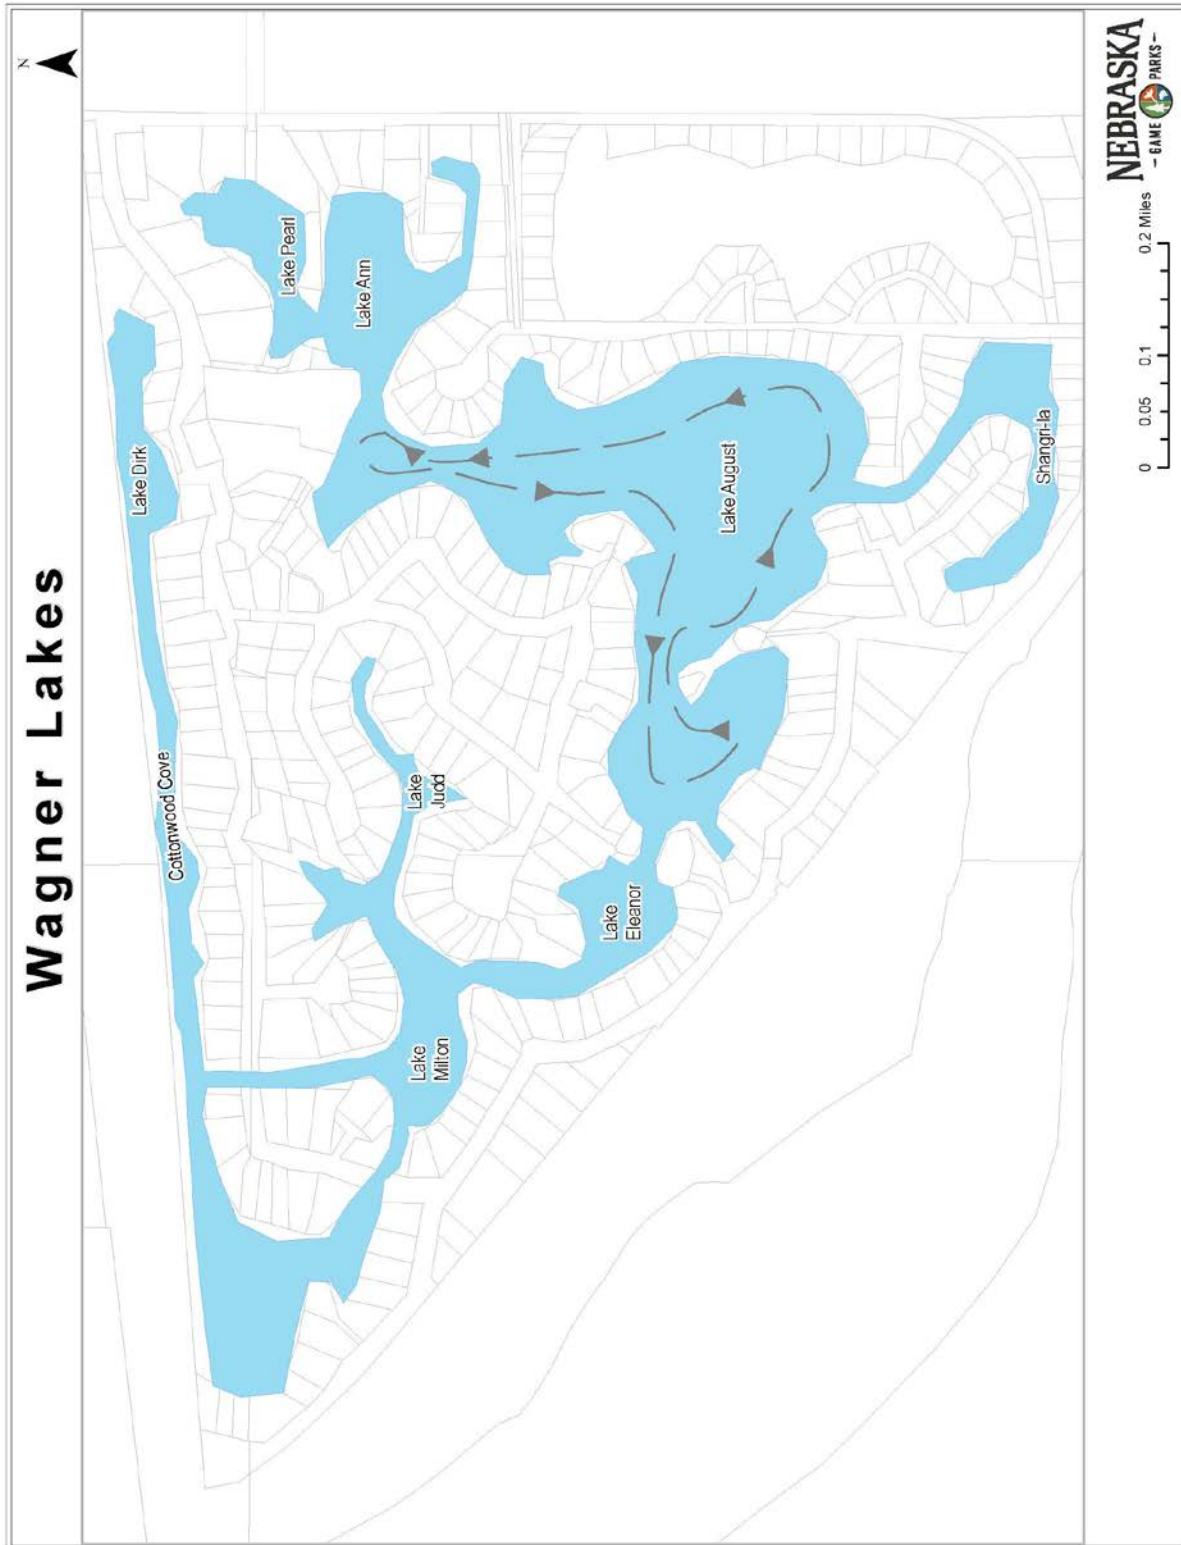 Wagner Lakes
N
Lake Dirk
Lake Pearl
Lake Ann
Cottonwood Cove
Lake
Judd
Lake
Milton
Lake
Eleanor
Lake August
Shangri-la
0 0.05 0.1 0.2 Miles
NEBRASKA
- GAME PARKS -